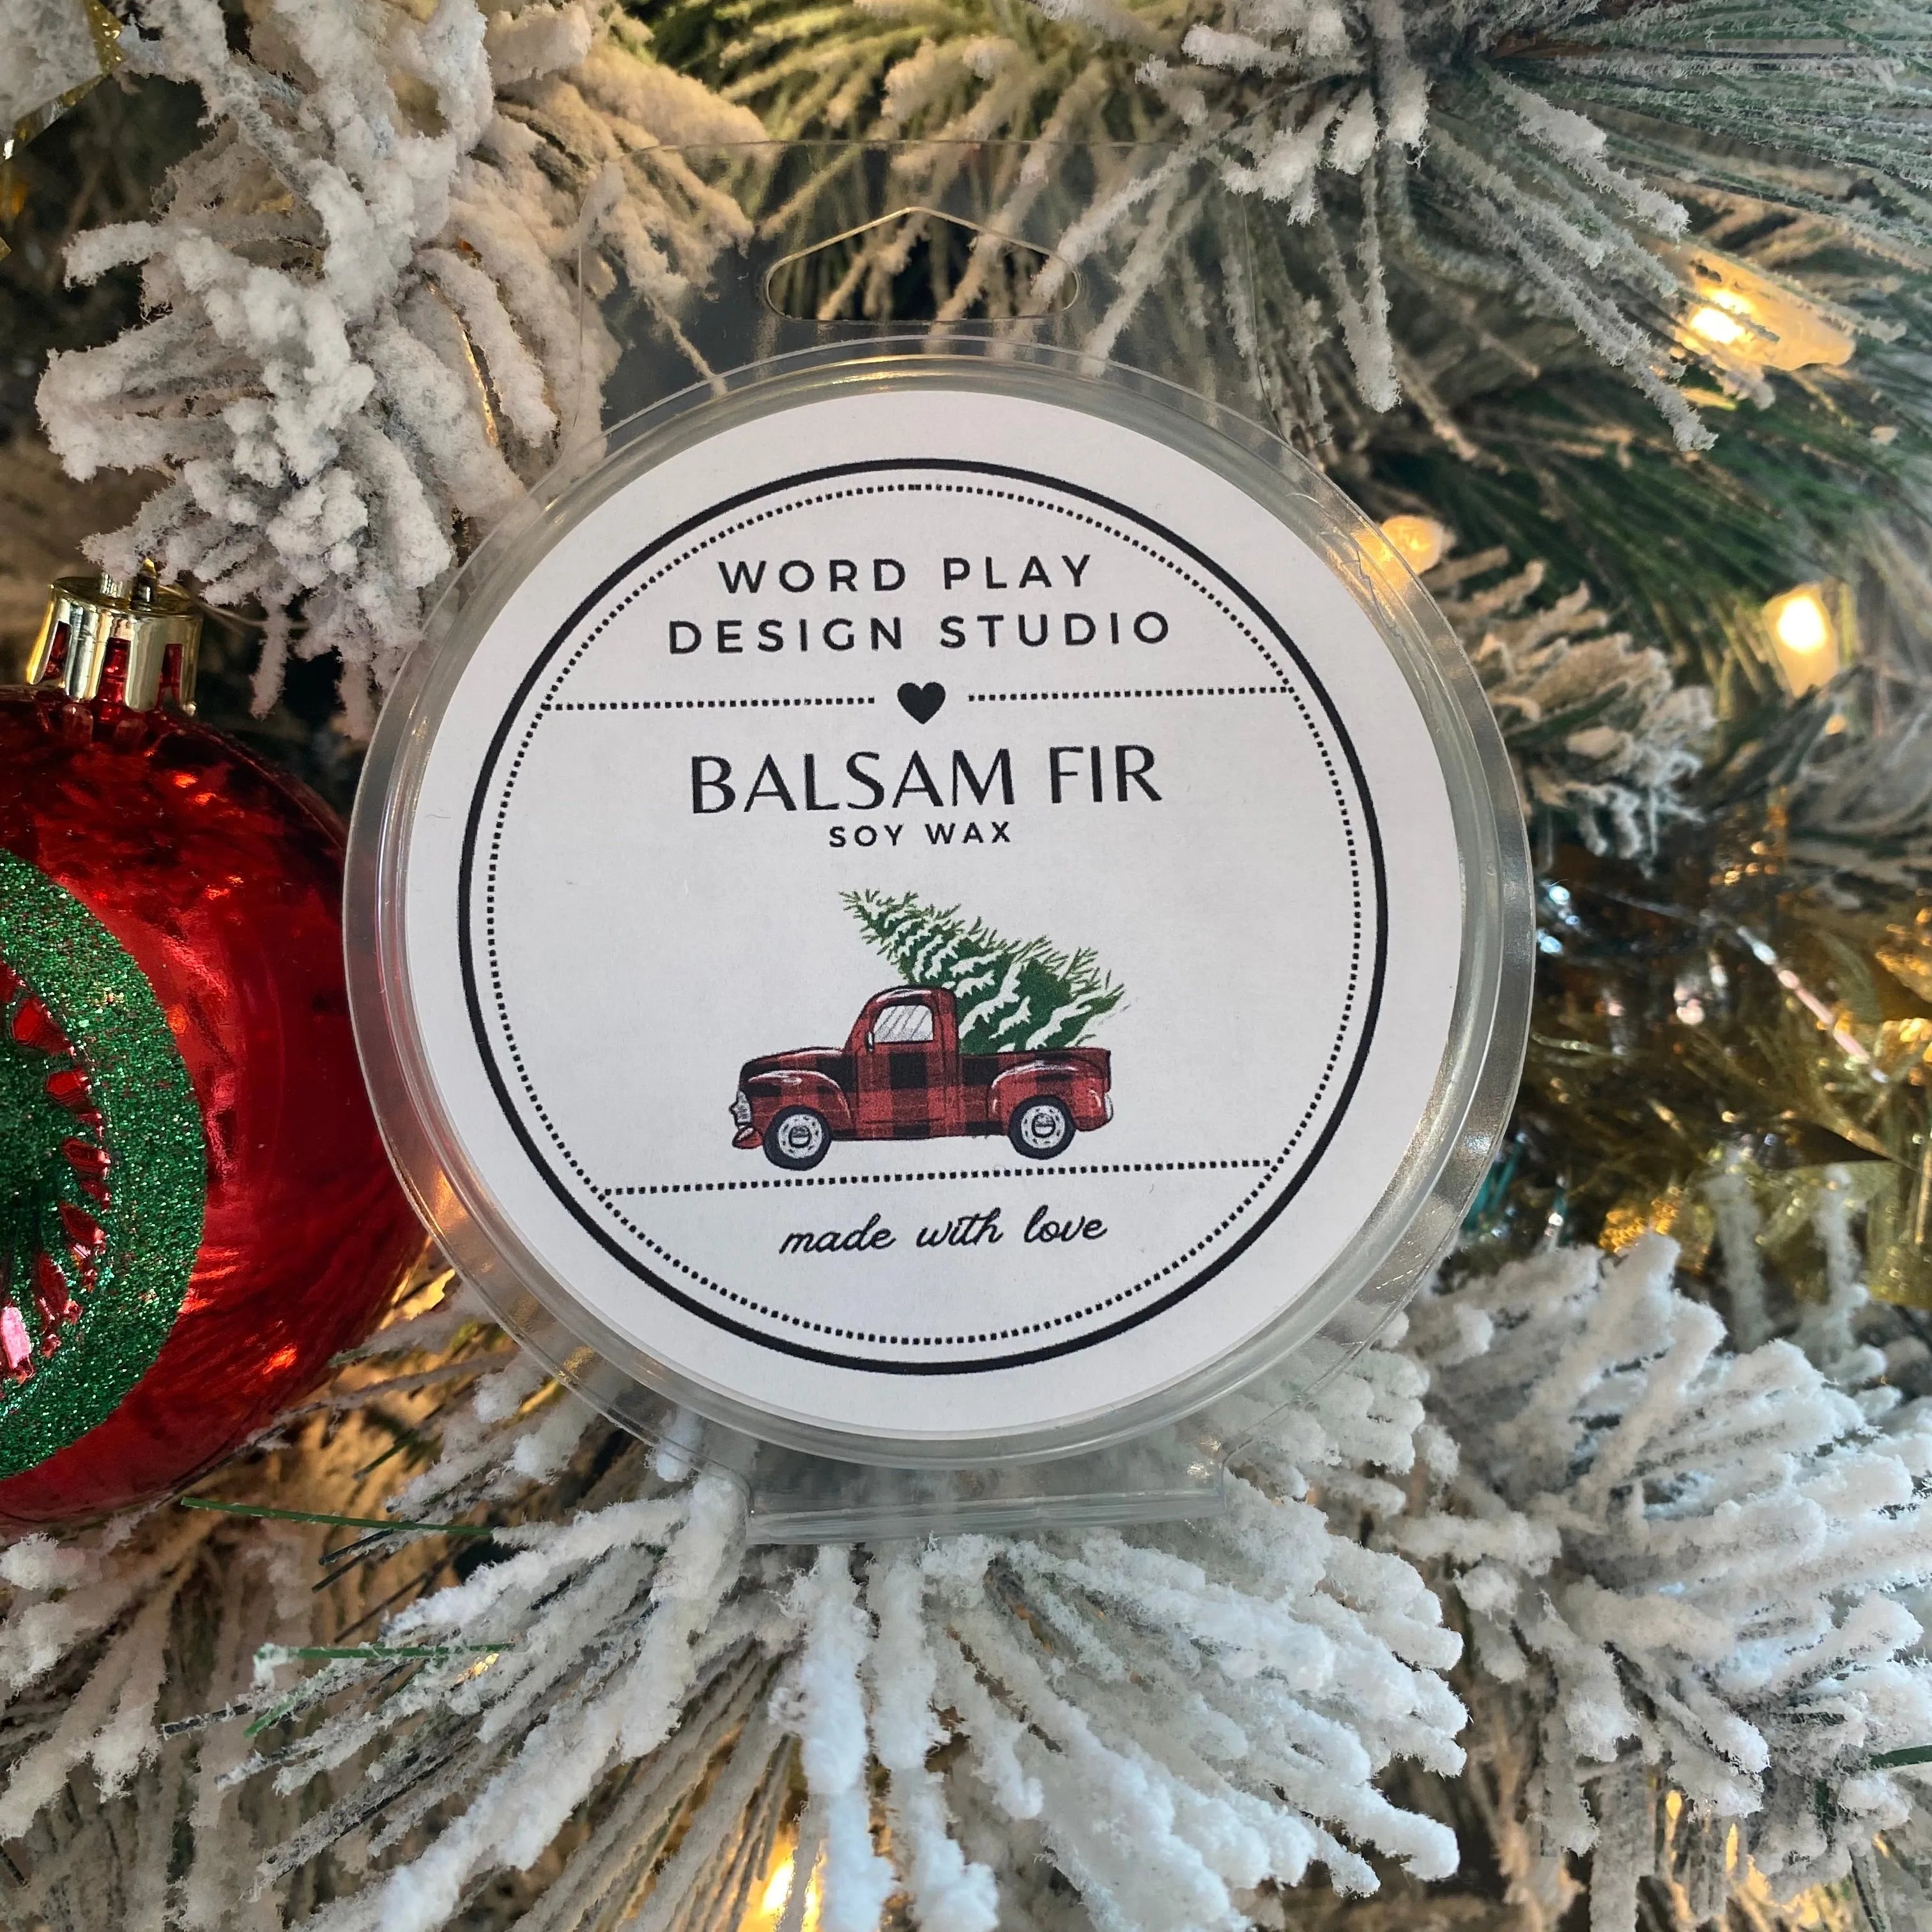 WORD PLAY
DESIGN STUDIO
BALSAM FIR
SOY WAX
made with love